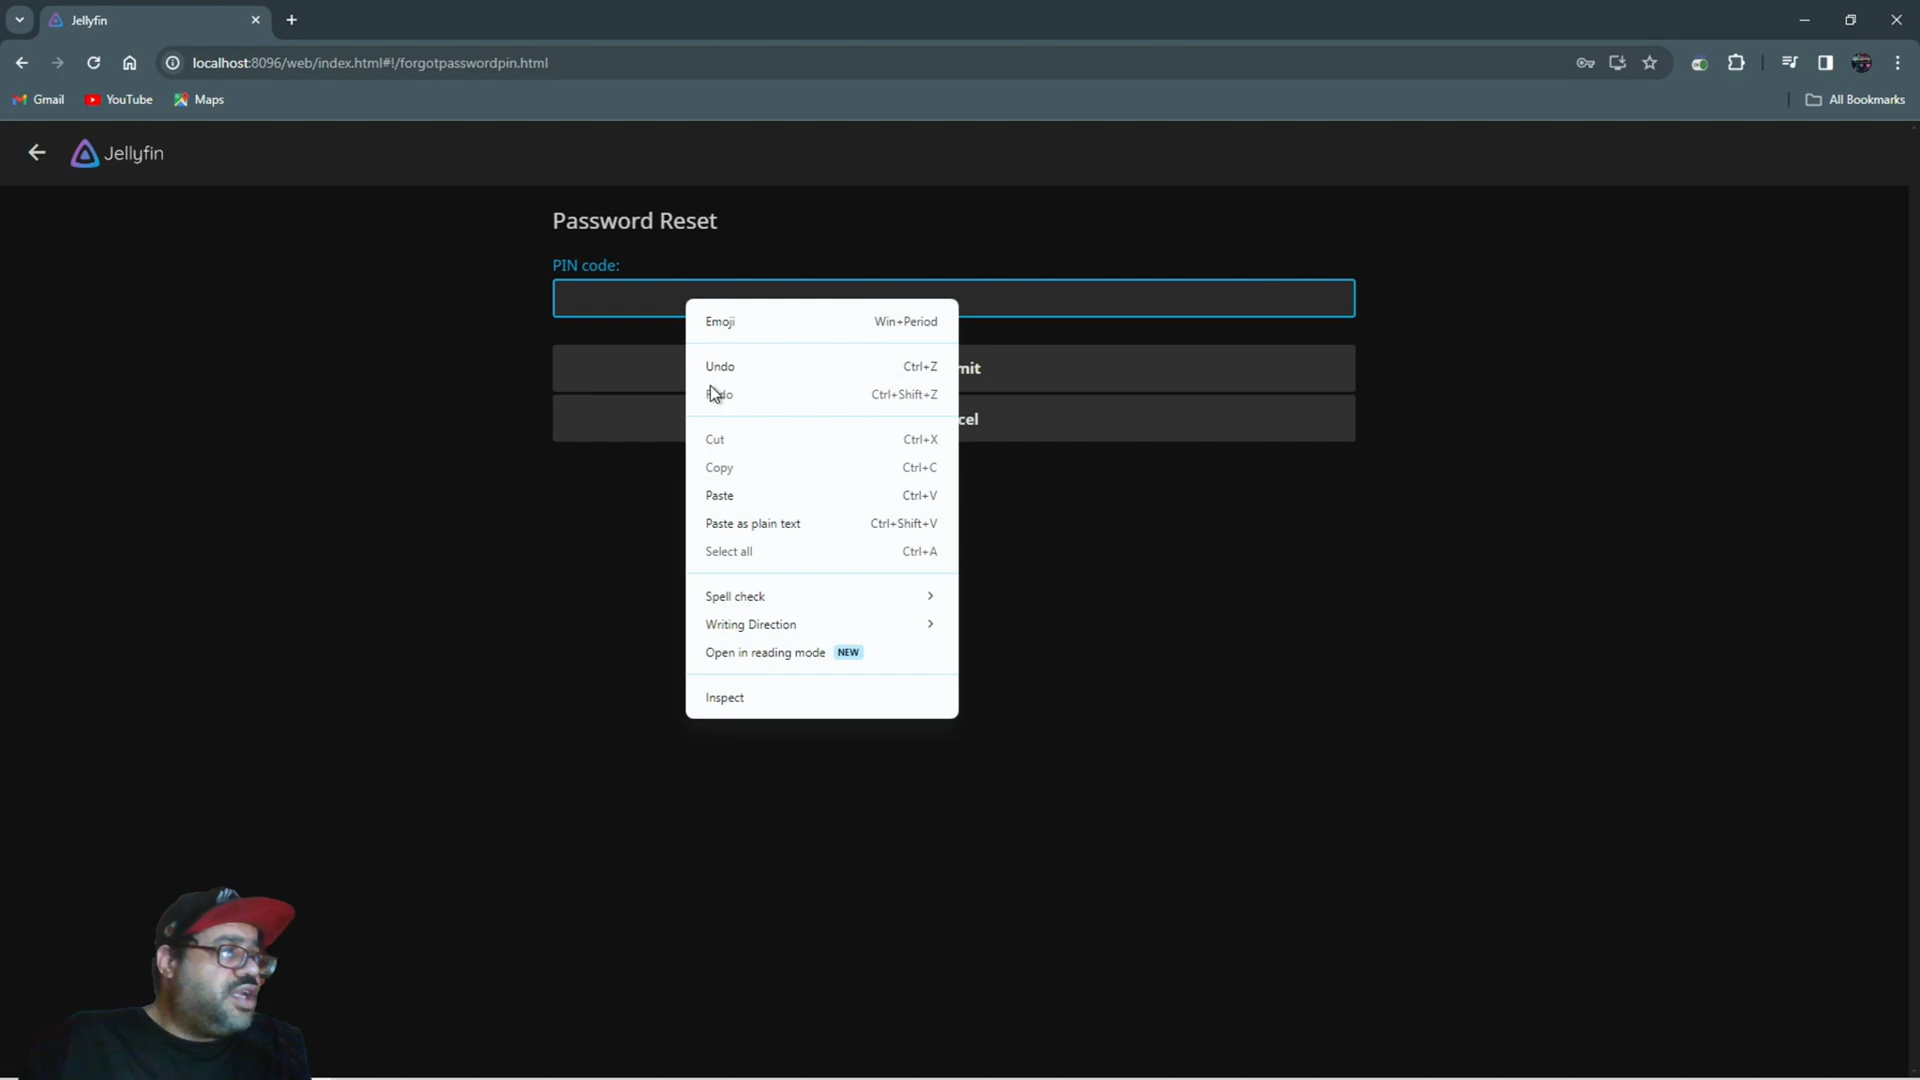 Jellyfin
localhost:8096/web/index.html#!/forgotpasswordpin.html
Gmail
YouTube
Maps
All Bookmarks
Jellyfin
Password Reset
PIN code:
Emoji Win+Period
Undo Ctrl+Z
Redo Ctrl+Shift+Z
Cut Ctrl+X
Copy Ctrl+C
Paste Ctrl+V
Paste as plain text Ctrl+Shift+V
Select all Ctrl+A
Spell check
Writing Direction
Open in reading mode NEW
Inspect
mit
cel